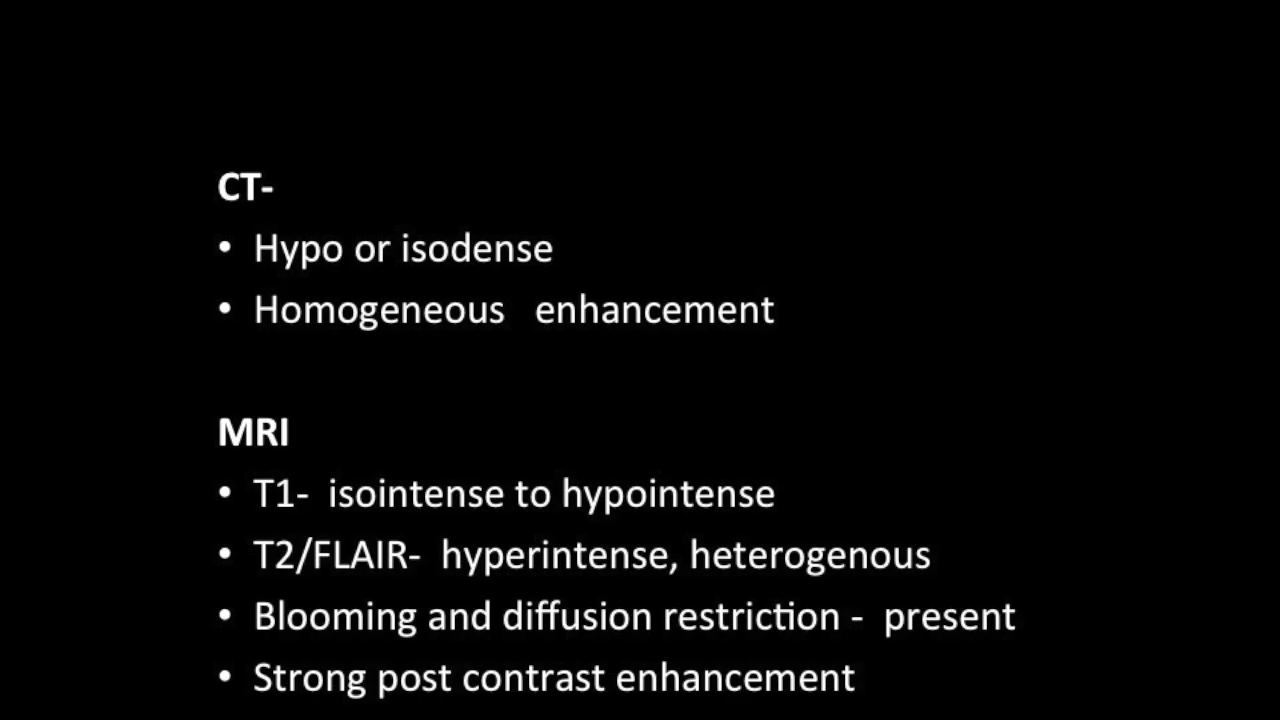 CT-
• Hypo or isodense
• Homogeneous enhancement
MRI
• T1- isointense to hypointense
• T2/FLAIR- hyperintense, heterogenous
• Blooming and diffusion restriction - present
• Strong post contrast enhancement